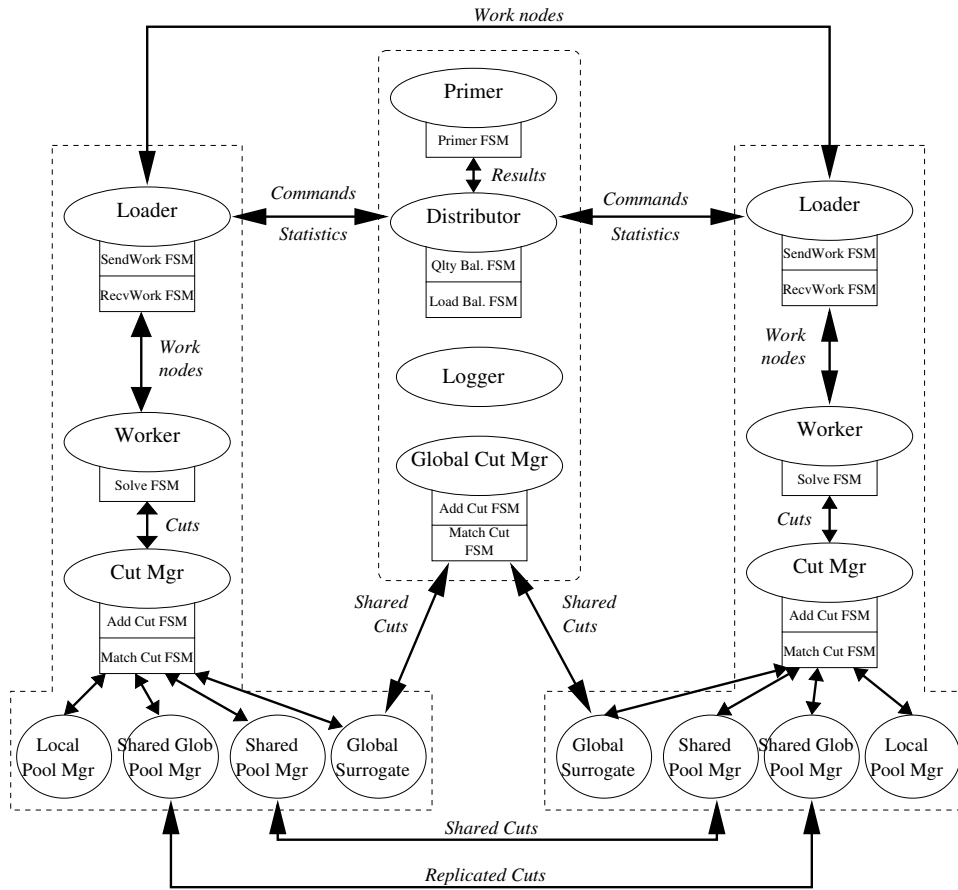 Work nodes
Primer
Primer FSM
Results
Commands
Statistics
Commands
Statistics
Loader
SendWork FSM
RecvWork FSM
Distributor
Qlty Bal. FSM
Load Bal. FSM
Loader
SendWork FSM
RecvWork FSM
Work
nodes
Work
nodes
Logger
Worker
Solve FSM
Global Cut Mgr
Add Cut FSM
Match Cut
FSM
Worker
Solve FSM
Cuts
Cuts
Cut Mgr
Add Cut FSM
Match Cut FSM
Shared
Cuts
Shared
Cuts
Cut Mgr
Add Cut FSM
Match Cut FSM
Local
Pool Mgr
Shared Glob
Pool Mgr
Shared
Pool Mgr
Global
Surrogate
Global
Surrogate
Shared
Pool Mgr
Shared Glob
Pool Mgr
Local
Pool Mgr
Shared Cuts
Replicated Cuts